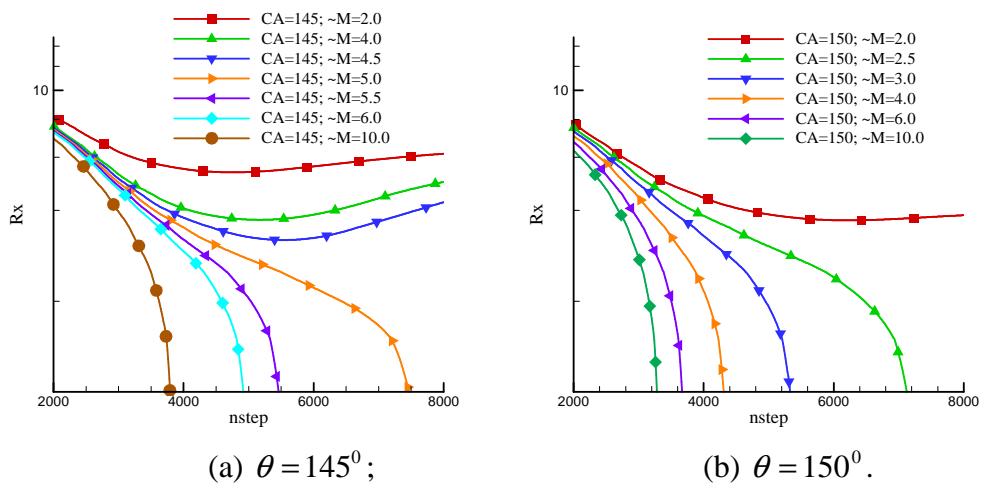 CA=145; ~M=2.0
CA=145; ~M=4.0
CA=145; ~M=4.5
CA=145; ~M=5.0
CA=145; ~M=5.5
CA=145; ~M=6.0
CA=145; ~M=10.0
10
Rx
2000 4000 6000 8000
nstep
(a) θ = 145⁰;
CA=150; ~M=2.0
CA=150; ~M=2.5
CA=150; ~M=3.0
CA=150; ~M=4.0
CA=150; ~M=6.0
CA=150; ~M=10.0
10
Rx
2000 4000 6000 8000
nstep
(b) θ = 150⁰.